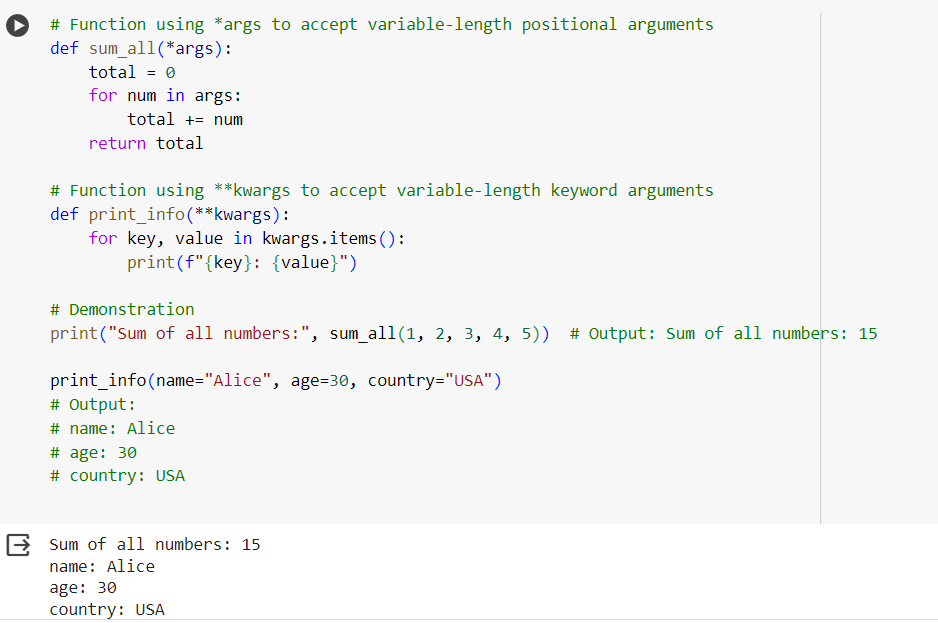 # Function using *args to accept variable-length positional arguments
def sum_all(*args):
    total = 0
    for num in args:
        total += num
    return total

# Function using **kwargs to accept variable-length keyword arguments
def print_info(**kwargs):
    for key, value in kwargs.items():
        print(f"{key}: {value}")

# Demonstration
print("Sum of all numbers:", sum_all(1, 2, 3, 4, 5))  # Output: Sum of all numbers: 15

print_info(name="Alice", age=30, country="USA")
# Output:
# name: Alice
# age: 30
# country: USA

Sum of all numbers: 15
name: Alice
age: 30
country: USA